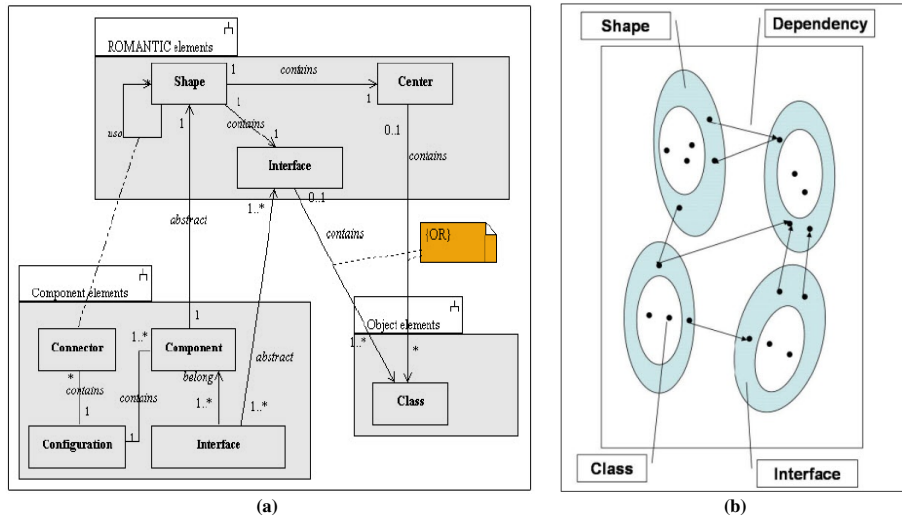 ROMANTIC elements
Shape
1
contains
1
Center
use
1
1
contains
1
0..1
Interface
contains
1..*
0..1
abstract
contains
{OR}
Component elements
Object elements
1
1..*
Connector
Component
abstract
1..*
*
*
belong
contains
contains
1..*
1..*
Class
1
1
Configuration
Interface
(a)
Shape
Dependency
Class
Interface
(b)